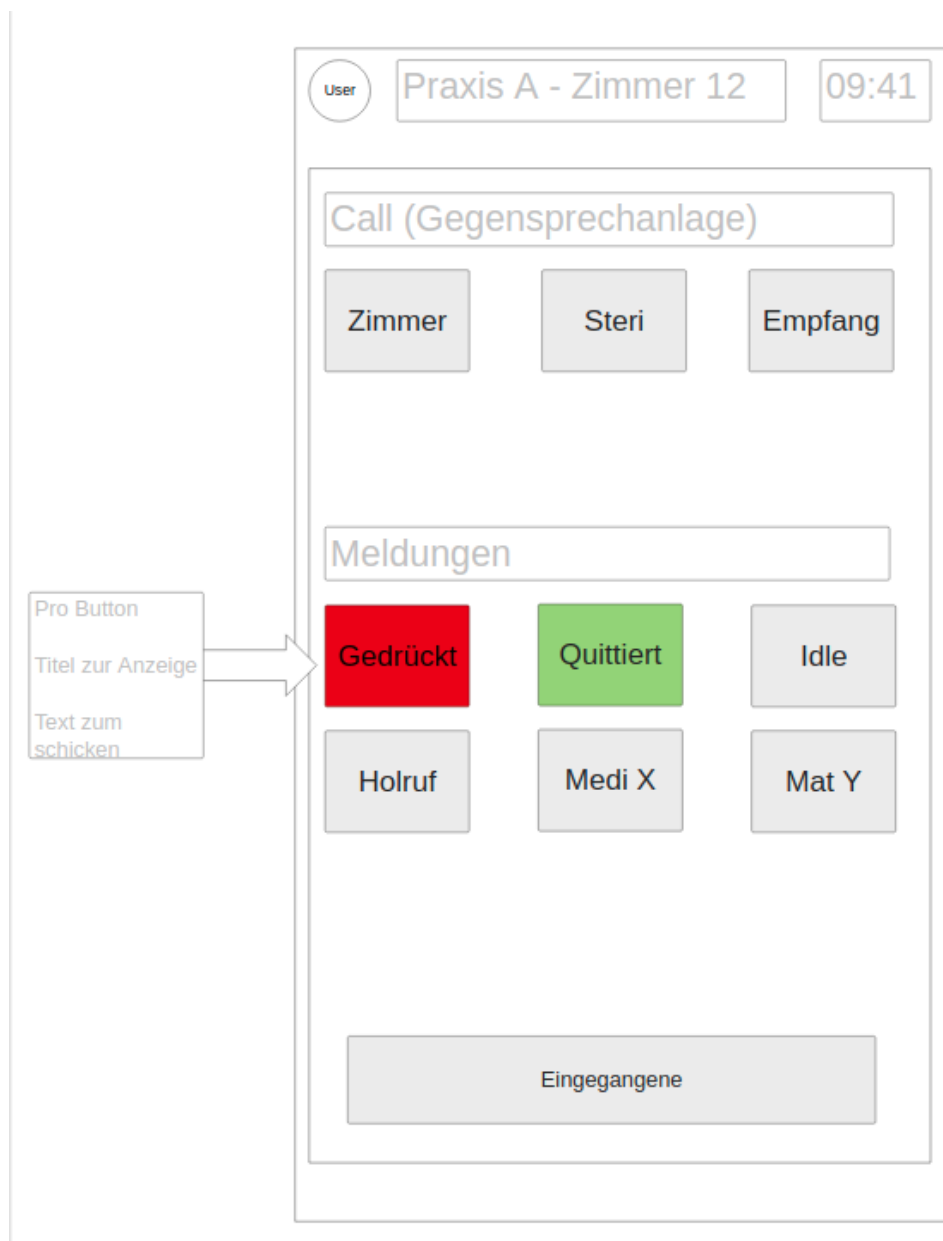 User
Praxis A - Zimmer 12
09:41
Call (Gegensprechanlage)
Zimmer
Steri
Empfang
Meldungen
Pro Button
Titel zur Anzeige
Text zum
schicken
Gedrückt
Quittiert
Idle
Holruf
Medi X
Mat Y
Eingegangene